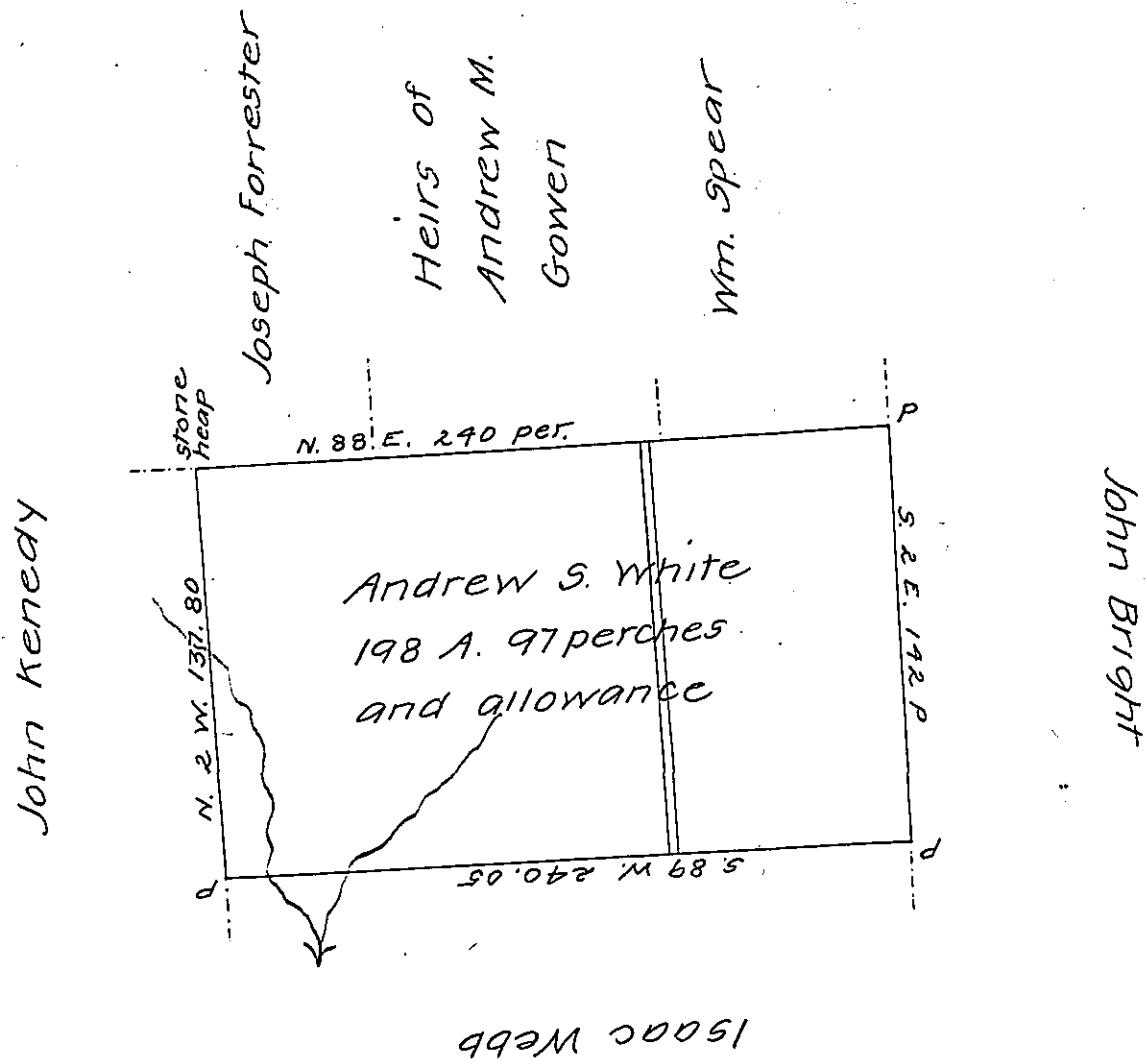 Joseph Forrester
Heirs of
Andrew M.
Gowen
Wm. Spear
stone
heap
N. 88. E. 240 per.
P
John Kenedy
N. 2 W. 137. 80
Andrew S. White
198 A. 97 perches
and allowance
S. 2 E. 142 P
John Bright
P
S. 89 W. 240.05
P
Isaac Webb